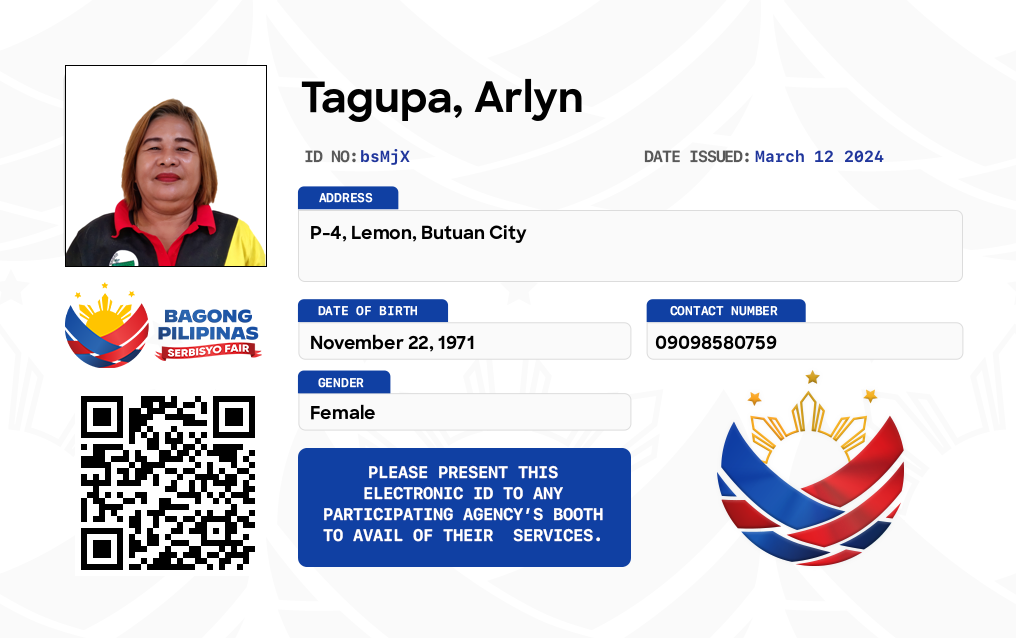 Tagupa, Arlyn
ID NO: bsMjX
DATE ISSUED: March 12 2024
ADDRESS
P-4, Lemon, Butuan City
DATE OF BIRTH
November 22, 1971
CONTACT NUMBER
09098580759
GENDER
Female
BAGONG
PILIPINAS
SERBISYO FAIR
PLEASE PRESENT THIS
ELECTRONIC ID TO ANY
PARTICIPATING AGENCY'S BOOTH
TO AVAIL OF THEIR  SERVICES.